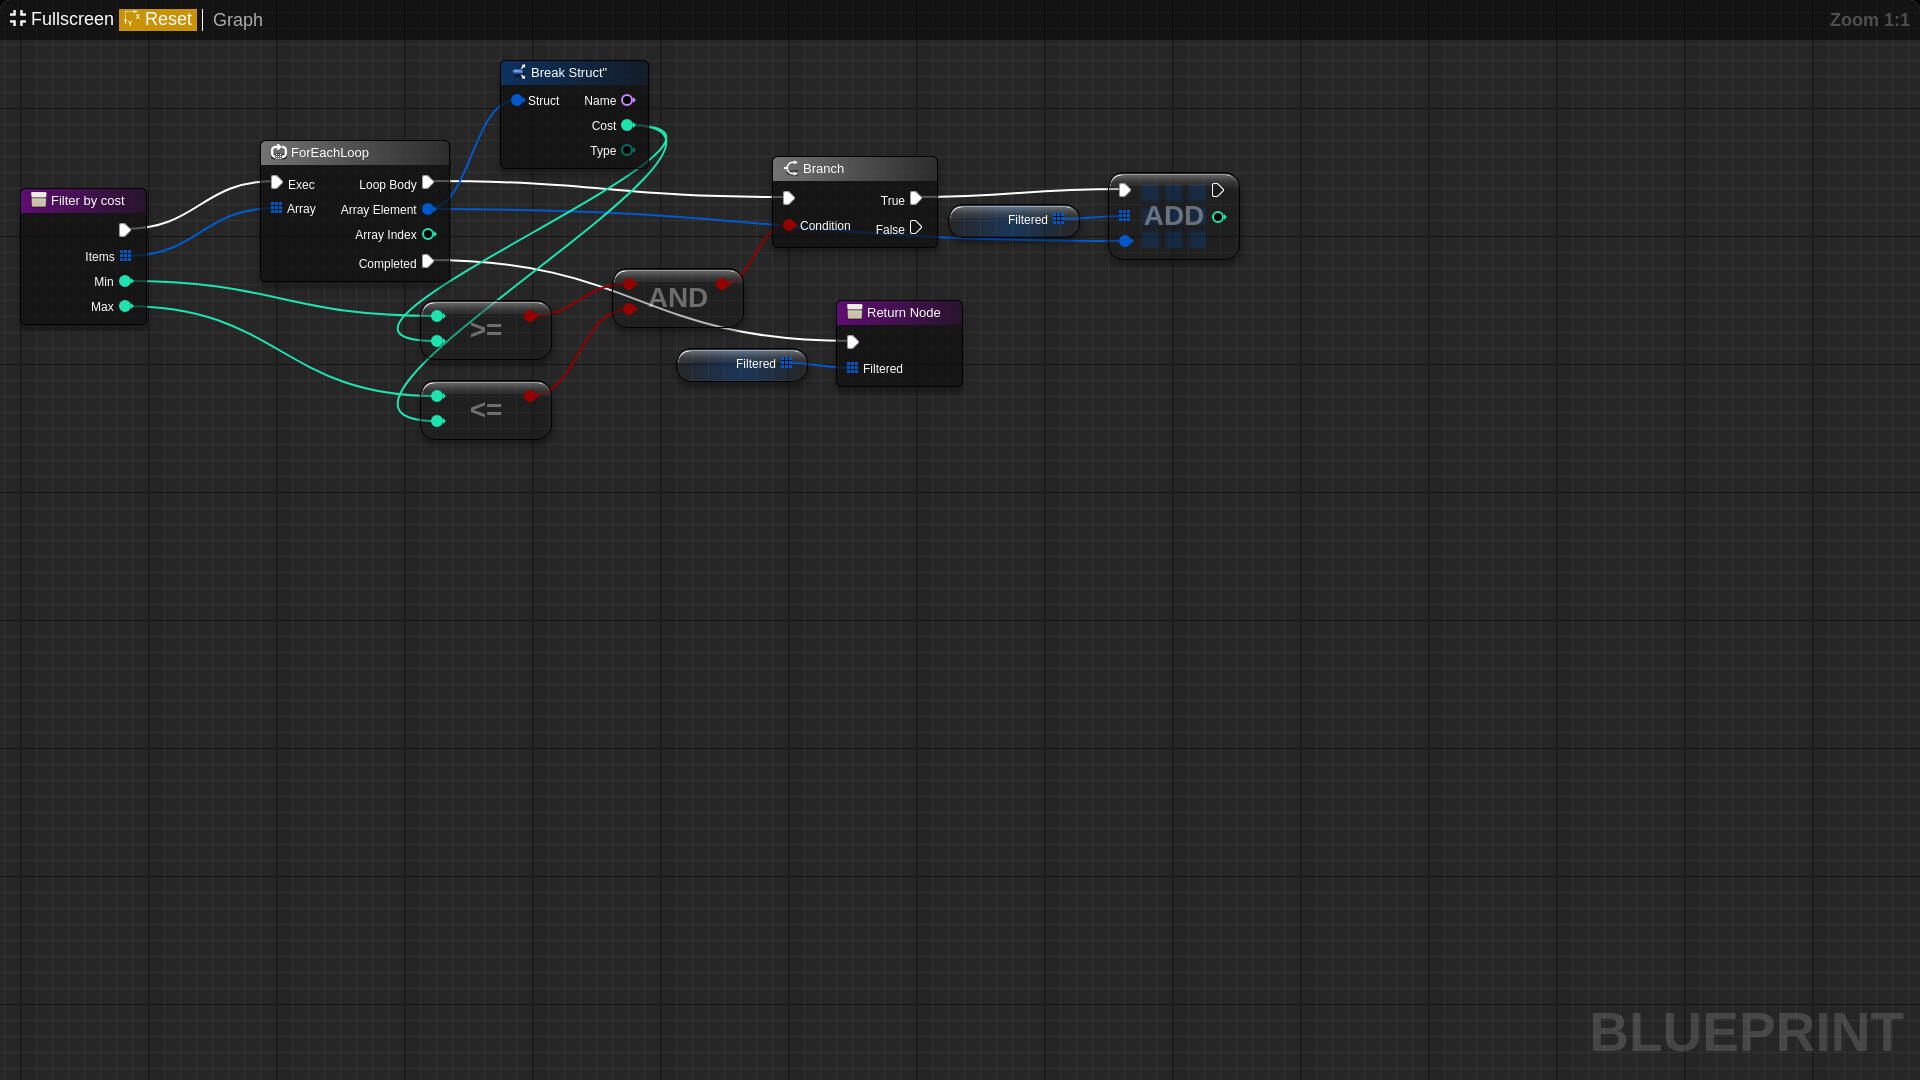 Fullscreen Reset Graph Zoom 1:1
Break Struct"
Struct Name
Cost
Type
ForEachLoop
Exec Loop Body
Array Array Element
Array Index
Completed
Filter by cost
Items
Min
Max
Branch
True
Condition False
Filtered
ADD
AND
>=
<=
Filtered
Return Node
Filtered
BLUEPRINT